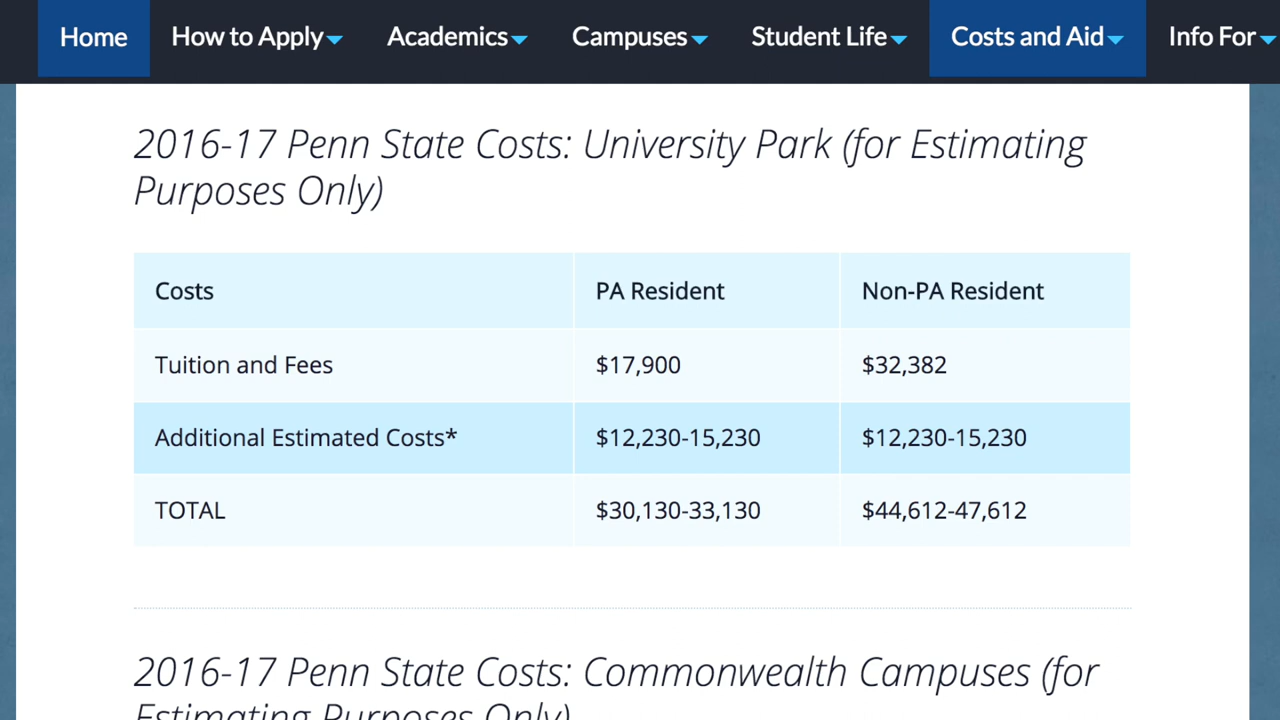 Home How to Apply Academics Campuses Student Life Costs and Aid Info For
2016-17 Penn State Costs: University Park (for Estimating
Purposes Only)
Costs PA Resident Non-PA Resident
Tuition and Fees $17,900 $32,382
Additional Estimated Costs* $12,230-15,230 $12,230-15,230
TOTAL $30,130-33,130 $44,612-47,612
2016-17 Penn State Costs: Commonwealth Campuses (for
Estimating Purposes Only)